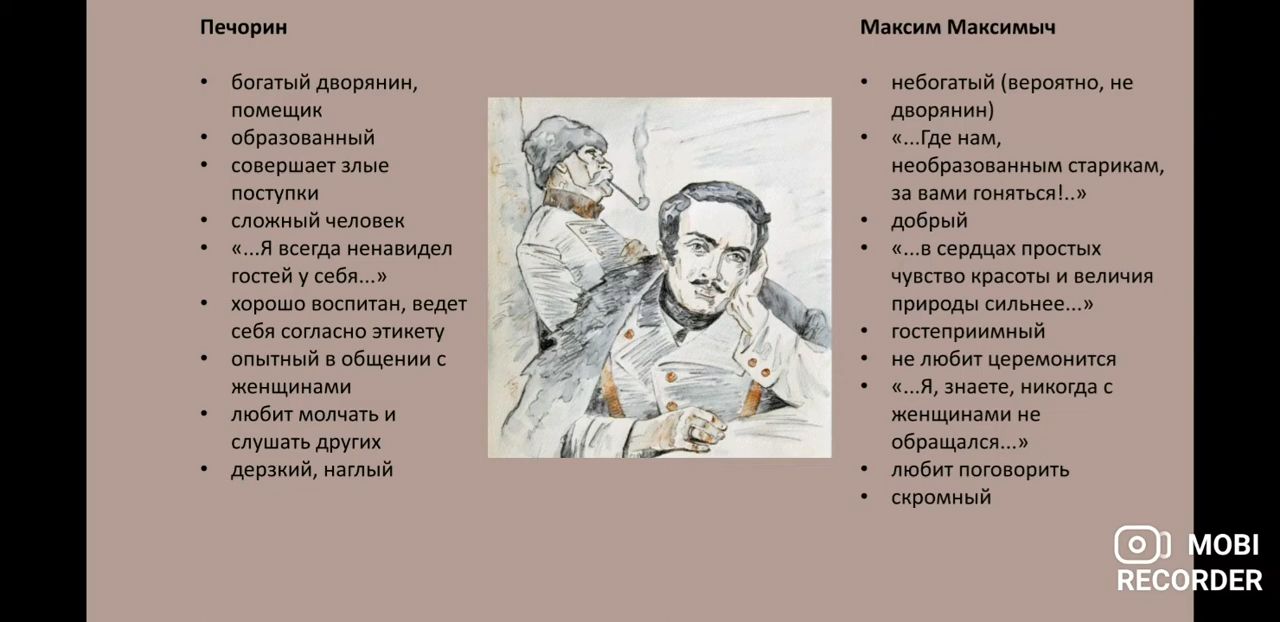 Печорин
богатый дворянин,
помещик
образованный
совершает злые
поступки
сложный человек
«...Я всегда ненавидел
гостей у себя...»
хорошо воспитан, ведет
себя согласно этикету
опытный в общении с
женщинами
любит молчать и
слушать других
дерзкий, наглый
Максим Максимыч
небогатый (вероятно, не
дворянин)
«...Где нам,
необразованным старикам,
за вами гоняться!..»
добрый
«...в сердцах простых
чувство красоты и величия
природы сильнее...»
гостеприимный
не любит церемонится
«...Я, знаете, никогда с
женщинами не
обращался...»
любит поговорить
скромный
MOBI
RECORDER